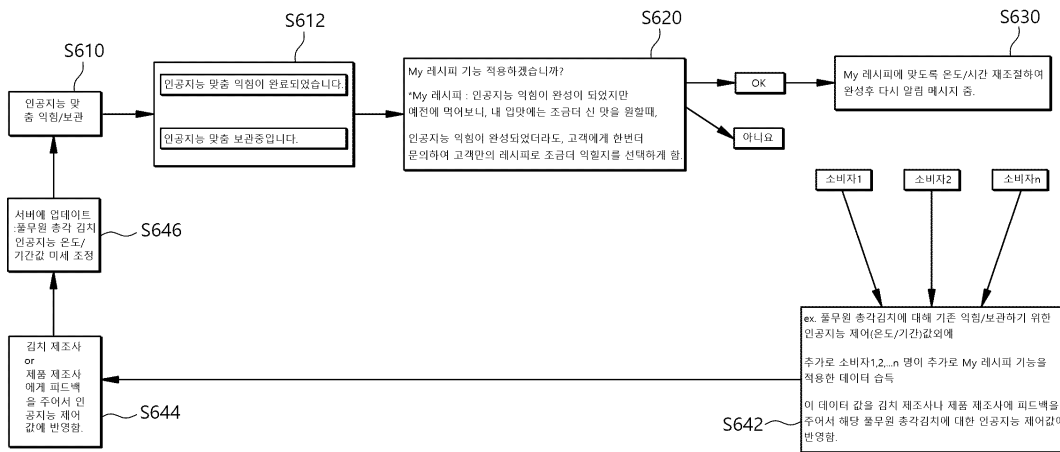 S610
인공지능 맞
춤 익힘/보관
S612
인공지능 맞춤 익힘이 완료되었습니다.
인공지능 맞춤 보관중입니다.
S620
My 레시피 기능 적용하겠습니까?
*My 레시피 : 인공지능 익힘이 완성이 되었지만
예전에 먹어보니, 내 입맛에는 조금더 신 맛을 원할때,
인공지능 익힘이 완성되었더라도, 고객에게 한번더
문의하여 고객만의 레시피로 조금더 익힐지를 선택하게 함.
OK
아니요
S630
My 레시피에 맞도록 온도/시간 재조절하여
완성후 다시 알림 메시지 줌.
소비자1
소비자2
소비자n
ex. 풀무원 총각김치에 대해 기존 익힘/보관하기 위한
인공지능 제어(온도/기간)값외에
추가로 소비자1,2,...n 명이 추가로 My 레시피 기능을
적용한 데이터 습득
이 데이터 값을 김치 제조사나 제품 제조사에 피드백을
주어서 해당 풀무원 총각김치에 대한 인공지능 제어값에
반영함.
S642
김치 제조사
or
제품 제조사
에게 피드백
을 주어서 인
공지능 제어
값에 반영함.
S644
서버에 업데이트
:풀무원 총각 김치
인공지능 온도/
기간값 미세 조정
S646